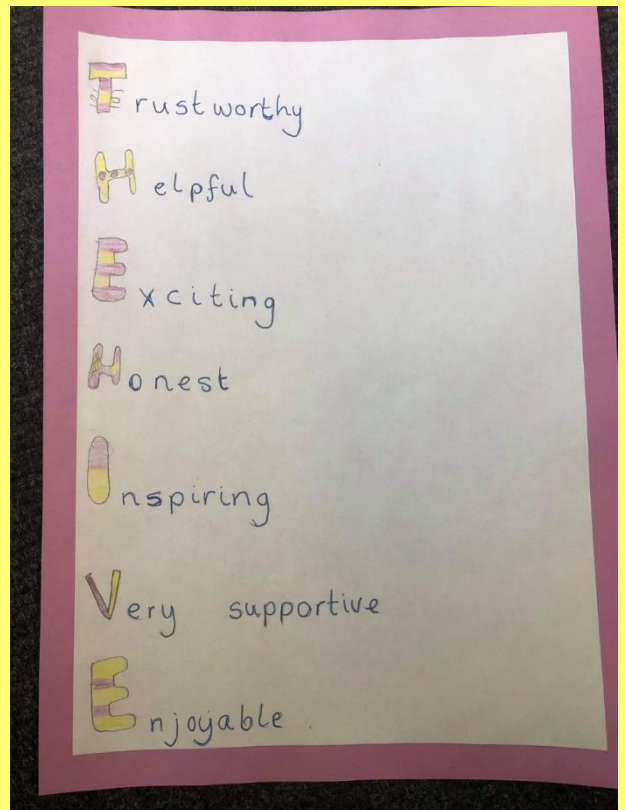 Trustworthy
Helpful
Exciting
Honest
Inspiring
Very supportive
Enjoyable.